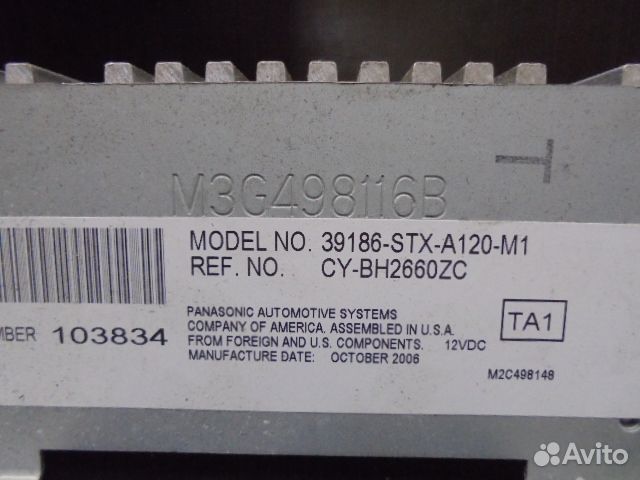 T
M3G498116B
MODEL NO. 39186-STX-A120-M1
REF. NO. CY-BH2660ZC
MBER 103834
PANASONIC AUTOMOTIVE SYSTEMS
COMPANY OF AMERICA. ASSEMBLED IN U.S.A.
FROM FOREIGN AND U.S. COMPONENTS. 12VDC
MANUFACTURE DATE: OCTOBER 2006
TA1
M2C498148
Avito